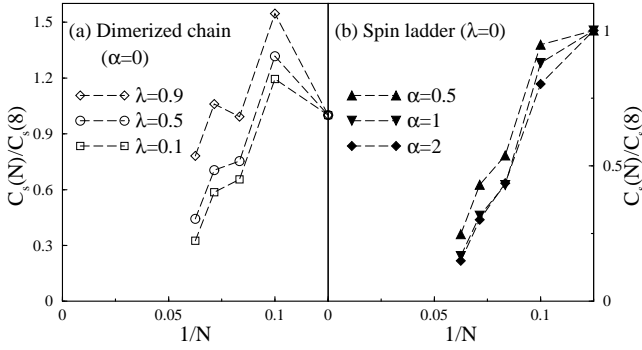 (a) Dimerized chain
(α=0)
λ=0.9
λ=0.5
λ=0.1
C_s(N)/C_s(8)
1.5
1.2
0.9
0.6
0.3
0
0
0.05
0.1
1/N
(b) Spin ladder (λ=0)
α=0.5
α=1
α=2
C_s(N)/C_s(8)
1
0.5
0
0
0.05
0.1
1/N